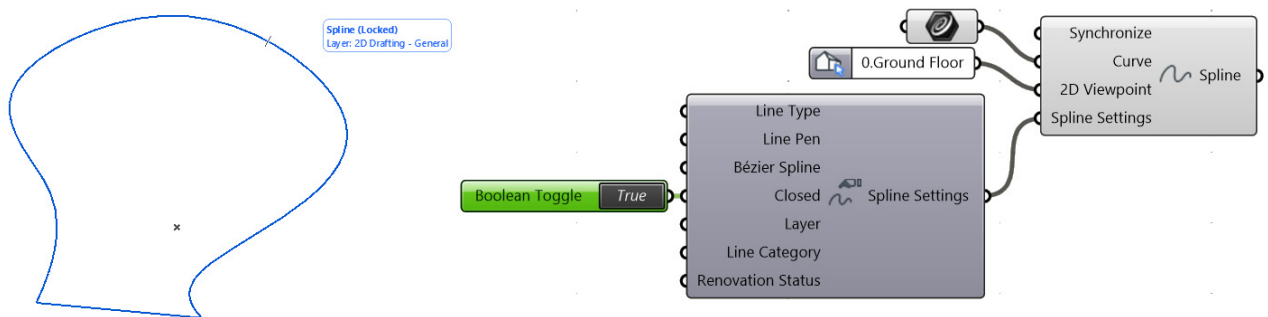 Spline (Locked)
Layer: 2D Drafting - General
0.Ground Floor
Synchronize
Curve
2D Viewpoint
Spline Settings
Spline
Boolean Toggle
True
Line Type
Line Pen
Bézier Spline
Closed
Layer
Line Category
Renovation Status
Spline Settings